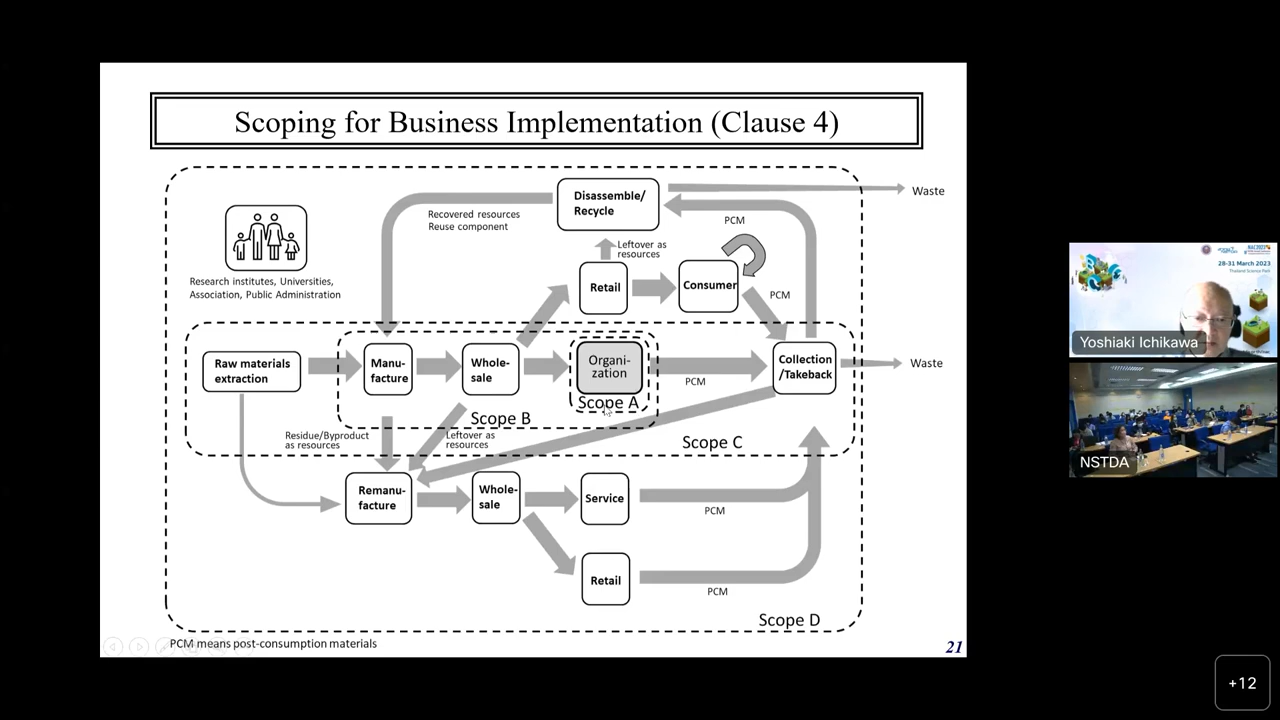 Scoping for Business Implementation (Clause 4)
Disassemble/
Recycle
Waste
Recovered resources
Reuse component
PCM
Leftover as
resources
Research institutes, Universities,
Association, Public Administration
Retail
Consumer
PCM
Raw materials
extraction
Manu-
facture
Whole-
sale
Organi-
zation
Scope A
PCM
Collection
/Takeback
Waste
Scope B
Residue/Byproduct
as resources
Leftover as
resources
Scope C
Remanu-
facture
Whole-
sale
Service
PCM
Retail
PCM
Scope D
PCM means post-consumption materials
21
28-31 March 2023
Thailand Science Park
Yoshiaki Ichikawa
NSTDA
+12